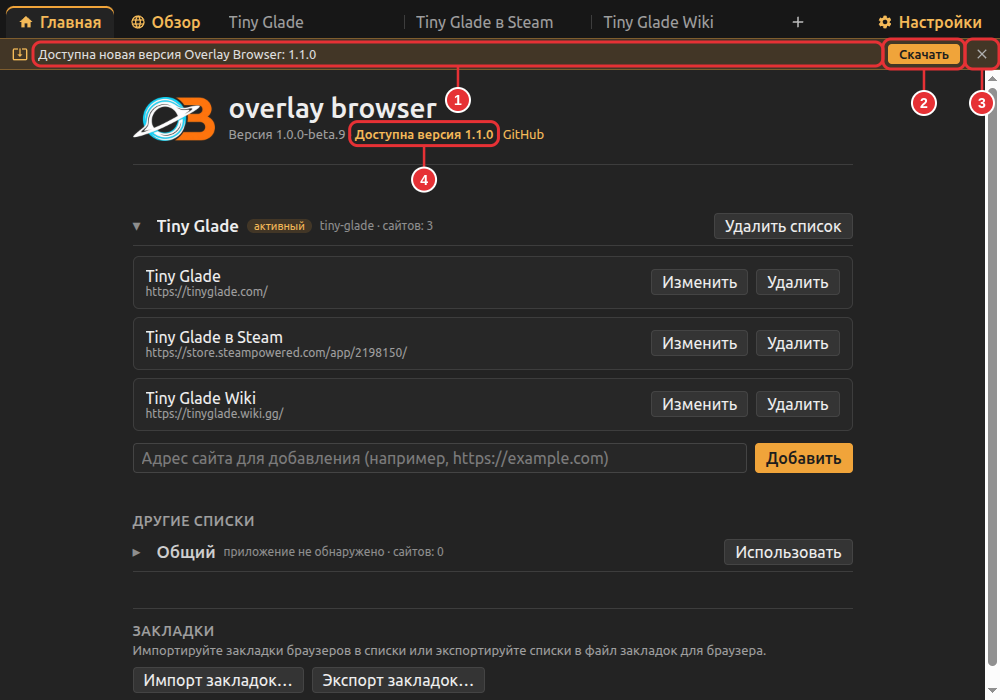 Главная Обзор Tiny Glade Tiny Glade в Steam Tiny Glade Wiki + Настройки
Доступна новая версия Overlay Browser: 1.1.0 Скачать ×
1 2 3
OB overlay browser
Версия 1.0.0-beta.9 Доступна версия 1.1.0 GitHub
4
Tiny Glade активный tiny-glade · сайтов: 3 Удалить список
Tiny Glade
https://tinyglade.com/
Изменить Удалить
Tiny Glade в Steam
https://store.steampowered.com/app/2198150/
Изменить Удалить
Tiny Glade Wiki
https://tinyglade.wiki.gg/
Изменить Удалить
Адрес сайта для добавления (например, https://example.com) Добавить
ДРУГИЕ СПИСКИ
Общий приложение не обнаружено · сайтов: 0 Использовать
ЗАКЛАДКИ
Импортируйте закладки браузеров в списки или экспортируйте списки в файл закладок для браузера.
Импорт закладок... Экспорт закладок...